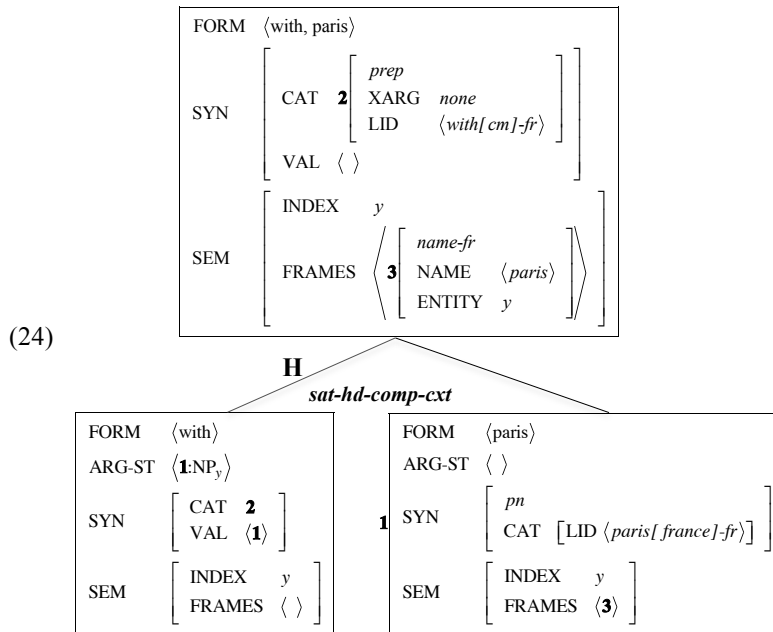 FORM ⟨with, paris⟩
SYN [ CAT 2 [ prep
XARG none
LID ⟨with[cm]-fr⟩ ]
VAL ⟨ ⟩ ]
SEM [ INDEX y
FRAMES ⟨ 3 [ name-fr
NAME ⟨paris⟩
ENTITY y ] ⟩ ]
(24)
H
sat-hd-comp-cxt
FORM ⟨with⟩
ARG-ST ⟨1:NPy⟩
SYN [ CAT 2
VAL ⟨1⟩ ]
SEM [ INDEX y
FRAMES ⟨ ⟩ ]
1
FORM ⟨paris⟩
ARG-ST ⟨ ⟩
SYN [ pn
CAT [LID ⟨paris[france]-fr⟩] ]
SEM [ INDEX y
FRAMES ⟨3⟩ ]